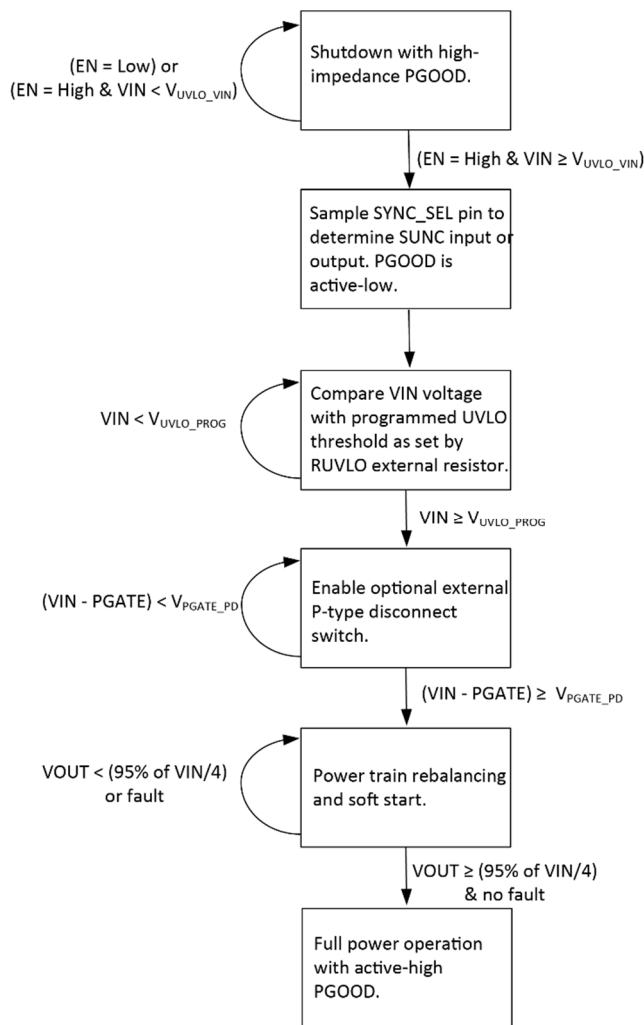 Shutdown with high-
impedance PGOOD.
(EN = Low) or
(EN = High & VIN < VUVLO_VIN)
(EN = High & VIN ≥ VUVLO_VIN)
Sample SYNC_SEL pin to
determine SUNC input or
output. PGOOD is
active-low.
Compare VIN voltage
with programmed UVLO
threshold as set by
RUVLO external resistor.
VIN < VUVLO_PROG
VIN ≥ VUVLO_PROG
Enable optional external
P-type disconnect
switch.
(VIN - PGATE) < VPGATE_PD
(VIN - PGATE) ≥ VPGATE_PD
VOUT < (95% of VIN/4)
or fault
Power train rebalancing
and soft start.
VOUT ≥ (95% of VIN/4)
& no fault
Full power operation
with active-high
PGOOD.